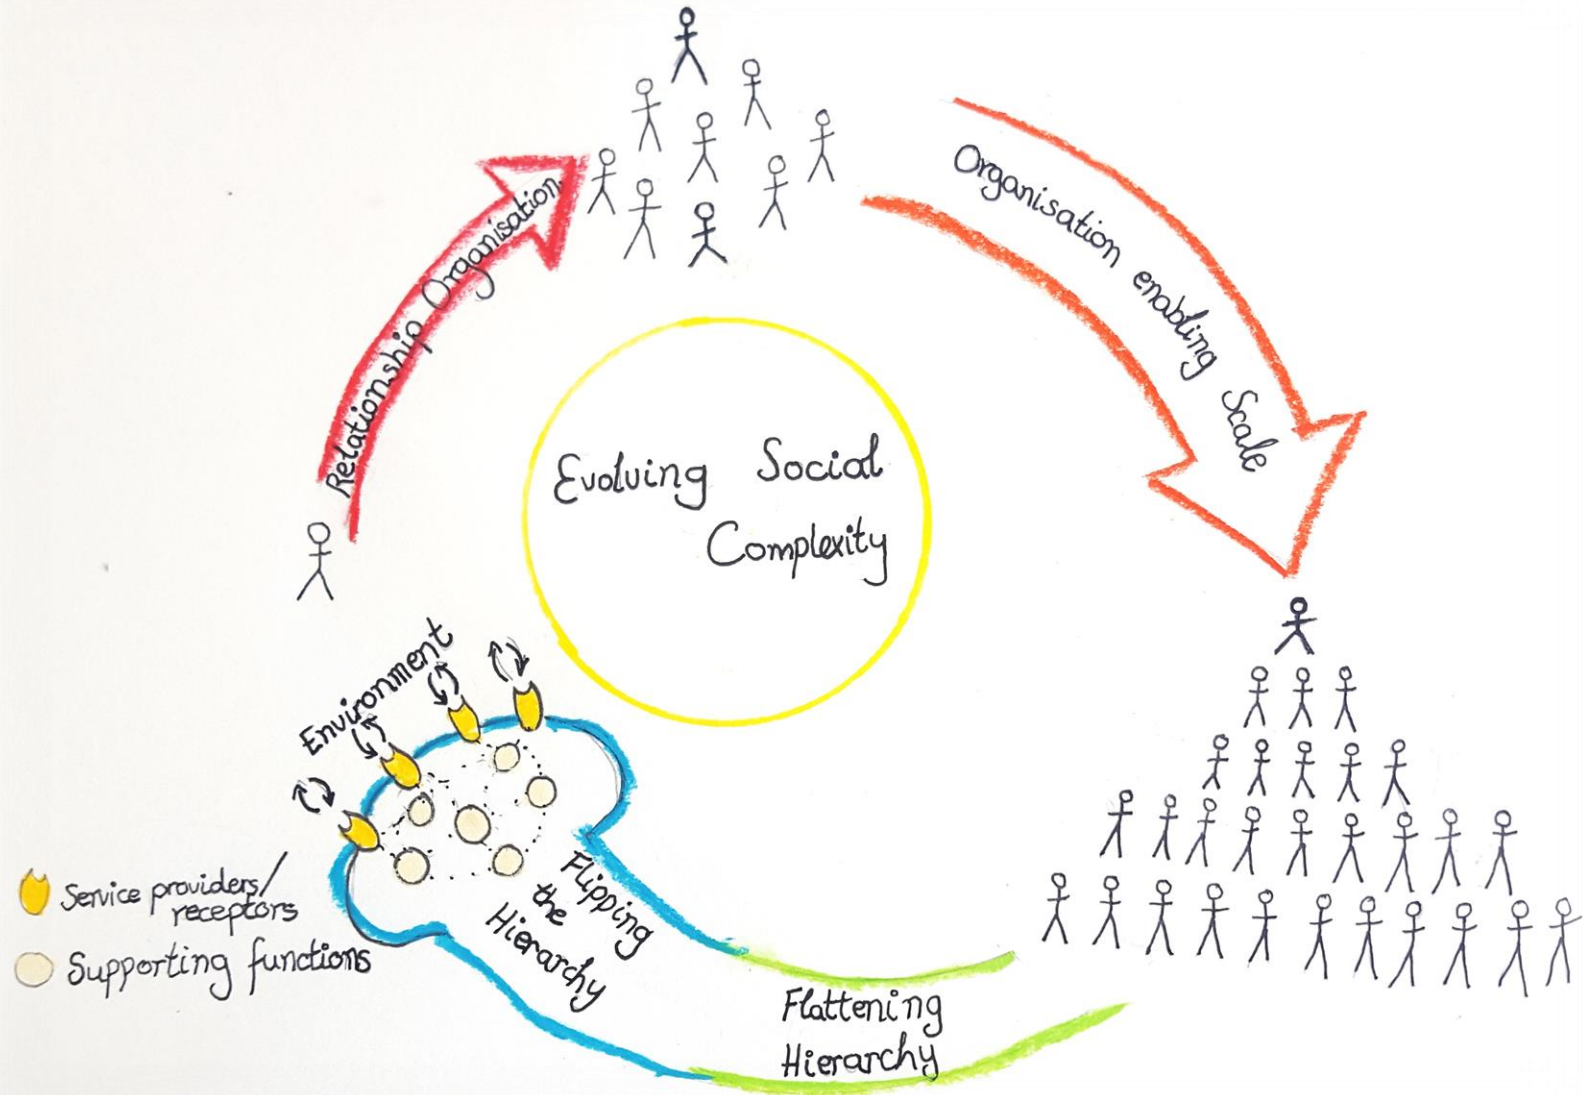 Relationship Organisation
Organisation enabling Scale
Evolving Social
Complexity
Environment
Service providers/
receptors
Supporting functions
Flipping
the
Hierarchy
Flattening
Hierarchy